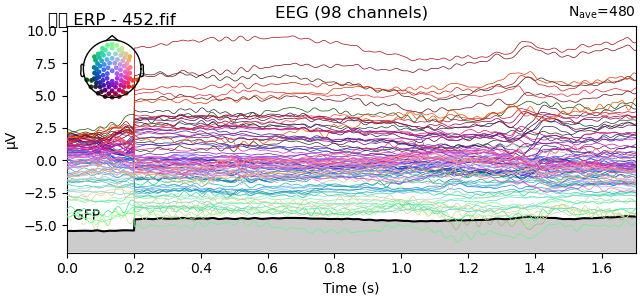 ERP - 452.fif
EEG (98 channels)
Nave=480
μV
10.0
7.5
5.0
2.5
0.0
−2.5
−5.0
GFP
0.0 0.2 0.4 0.6 0.8 1.0 1.2 1.4 1.6
Time (s)